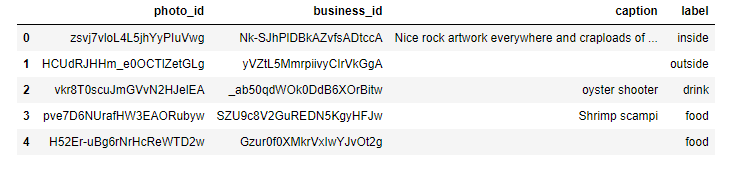 photo_id business_id caption label
0 zsvj7vloL4L5jhYyPIuVwg Nk-SJhPlDBkAZvfsADtccA Nice rock artwork everywhere and craploads of ... inside
1 HCUdRJHHm_e0OCTlZetGLg yVZtL5MmrpiivyCIrVkGgA outside
2 vkr8T0scuJmGVvN2HJelEA _ab50qdWOk0DdB6XOrBitw oyster shooter drink
3 pve7D6NUrafHW3EAORubyw SZU9c8V2GuREDN5KgyHFJw Shrimp scampi food
4 H52Er-uBg6rNrHcReWTD2w Gzur0f0XMkrVxIwYJvOt2g food